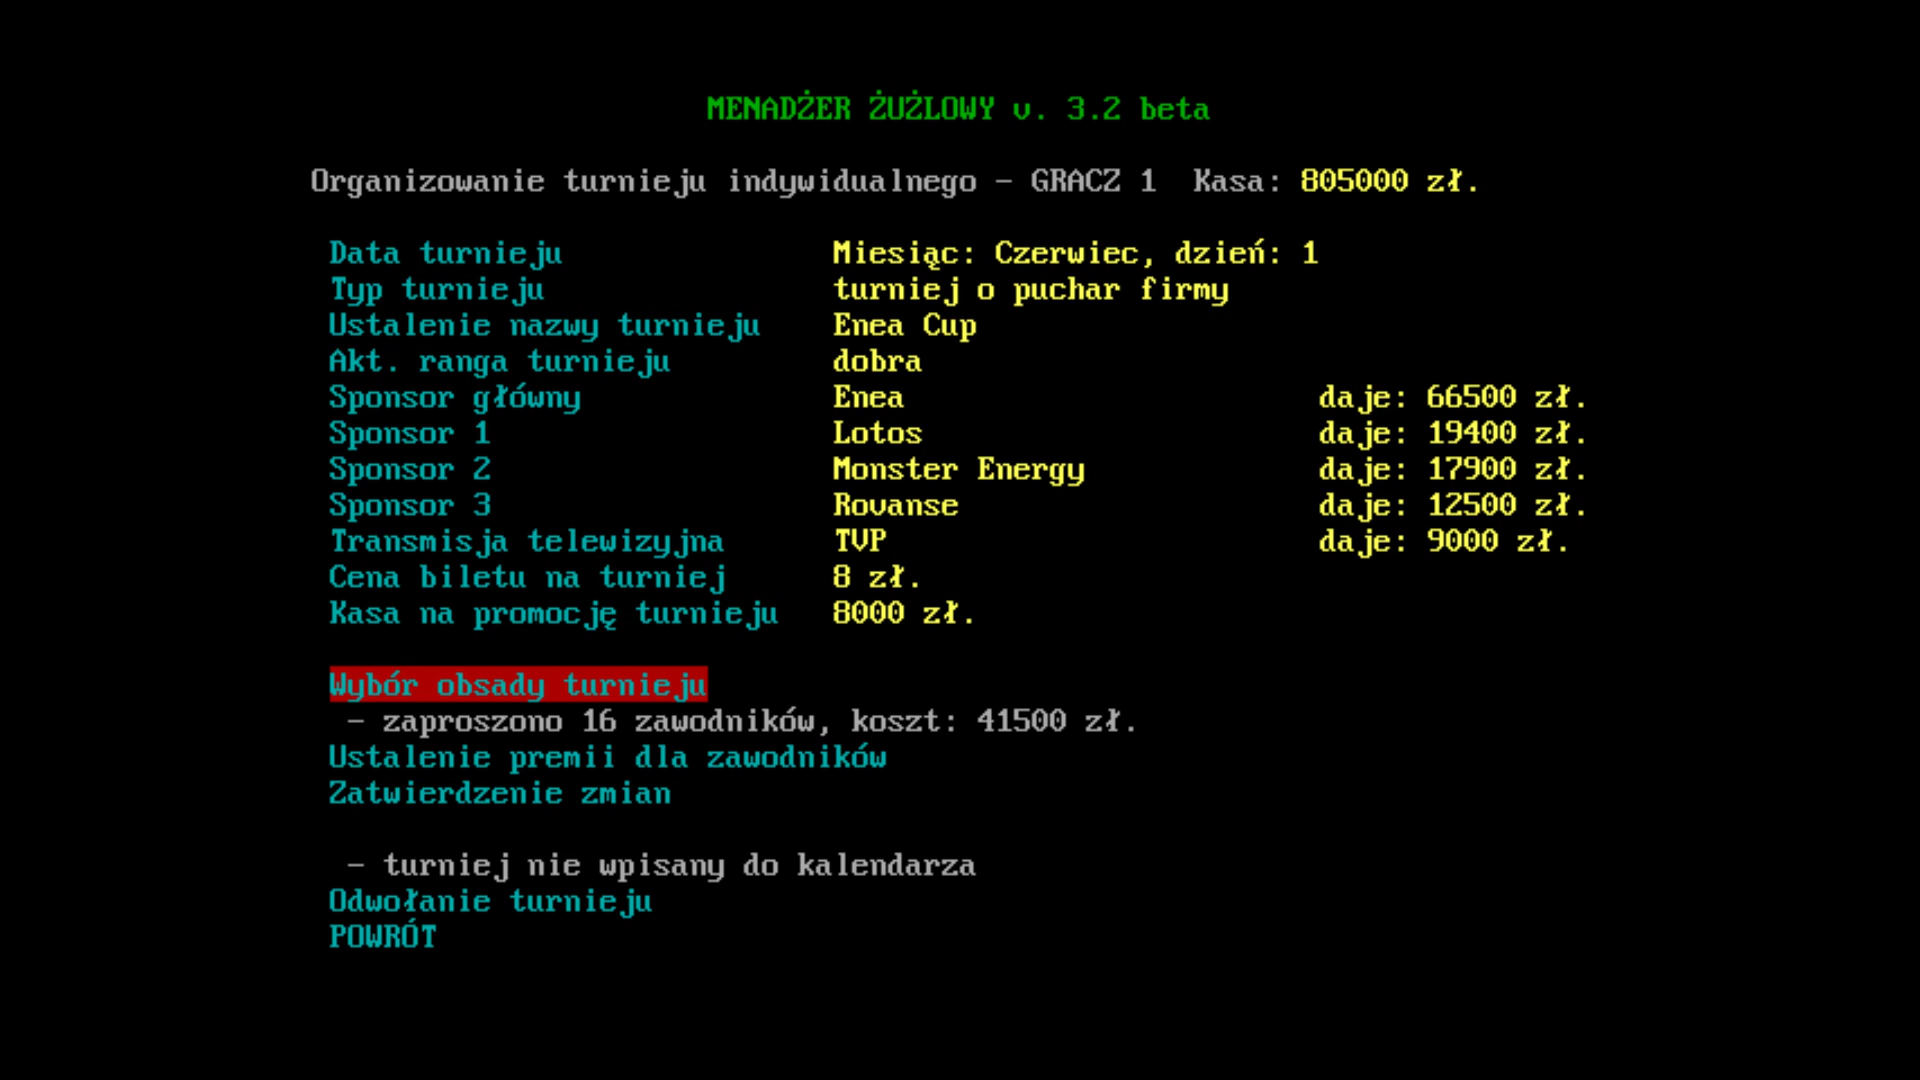 MENADŻER ŻUŻLOWY v. 3.2 beta
Organizowanie turnieju indywidualnego - GRACZ 1 Kasa: 805000 zł.
Data turnieju Miesiąc: Czerwiec, dzień: 1
Typ turnieju turniej o puchar firmy
Ustalenie nazwy turnieju Enea Cup
Akt. ranga turnieju dobra
Sponsor główny Enea daje: 66500 zł.
Sponsor 1 Lotos daje: 19400 zł.
Sponsor 2 Monster Energy daje: 17900 zł.
Sponsor 3 Rovanse daje: 12500 zł.
Transmisja telewizyjna TVP daje: 9000 zł.
Cena biletu na turniej 8 zł.
Kasa na promocję turnieju 8000 zł.
Wybór obsady turnieju
- zaproszono 16 zawodników, koszt: 41500 zł.
Ustalenie premii dla zawodników
Zatwierdzenie zmian
- turniej nie wpisany do kalendarza
Odwołanie turnieju
POWRÓT